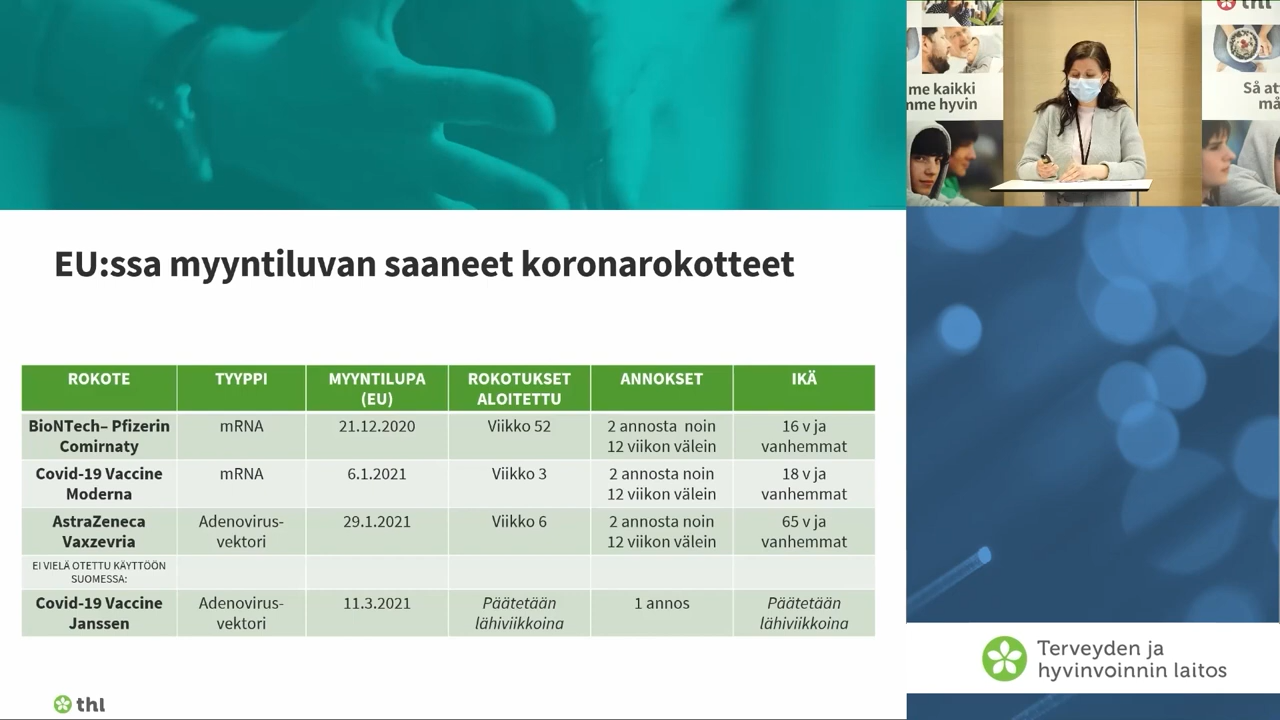 EU:ssa myyntiluvan saaneet koronarokotteet
ROKOTE
TYYPPI
MYYNTILUPA
(EU)
ROKOTUKSET
ALOITETTU
ANNOKSET
IKÄ
BioNTech– Pfizerin
Comirnaty
mRNA
21.12.2020
Viikko 52
2 annosta noin
12 viikon välein
16 v ja
vanhemmat
Covid-19 Vaccine
Moderna
mRNA
6.1.2021
Viikko 3
2 annosta noin
12 viikon välein
18 v ja
vanhemmat
AstraZeneca
Vaxzevria
Adenovirus-
vektori
29.1.2021
Viikko 6
2 annosta noin
12 viikon välein
65 v ja
vanhemmat
EI VIELÄ OTETTU KÄYTTÖÖN
SUOMESSA:
Covid-19 Vaccine
Janssen
Adenovirus-
vektori
11.3.2021
Päätetään
lähiviikkoina
1 annos
Päätetään
lähiviikkoina
thl
thl
me kaikki
mme hyvin
Så at
må
Terveyden ja
hyvinvoinnin laitos